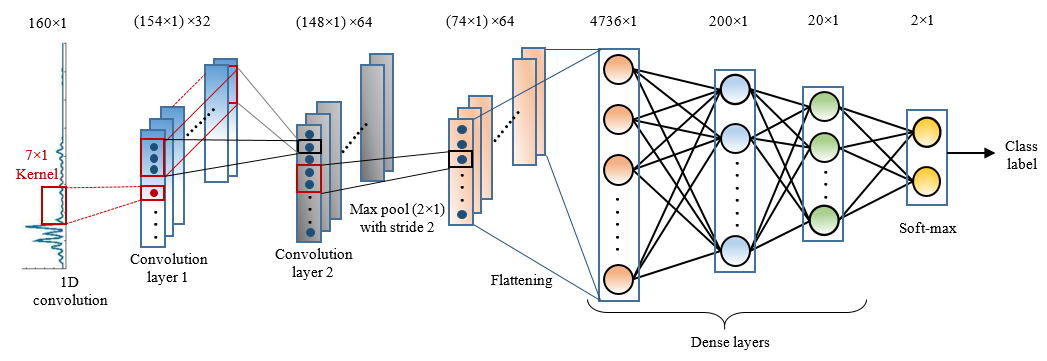 160×1
(154×1) ×32
(148×1) ×64
(74×1) ×64
4736×1
200×1
20×1
2×1
7×1
Kernel
Class
label
Max pool (2×1)
with stride 2
Soft-max
Convolution
layer 1
Convolution
layer 2
1D
convolution
Flattening
Dense layers